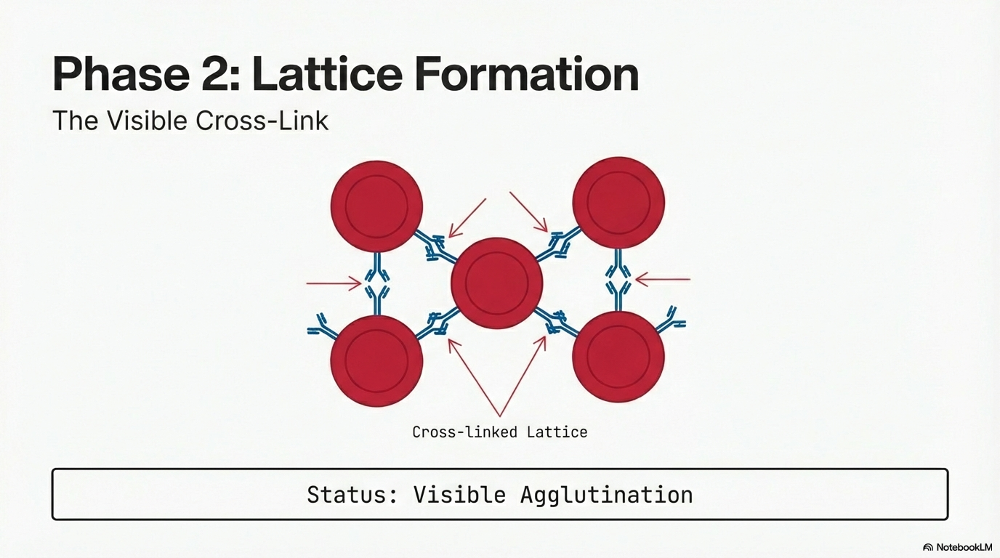 Phase 2: Lattice Formation
The Visible Cross-Link
Cross-linked Lattice
Status: Visible Agglutination
NotebookLM